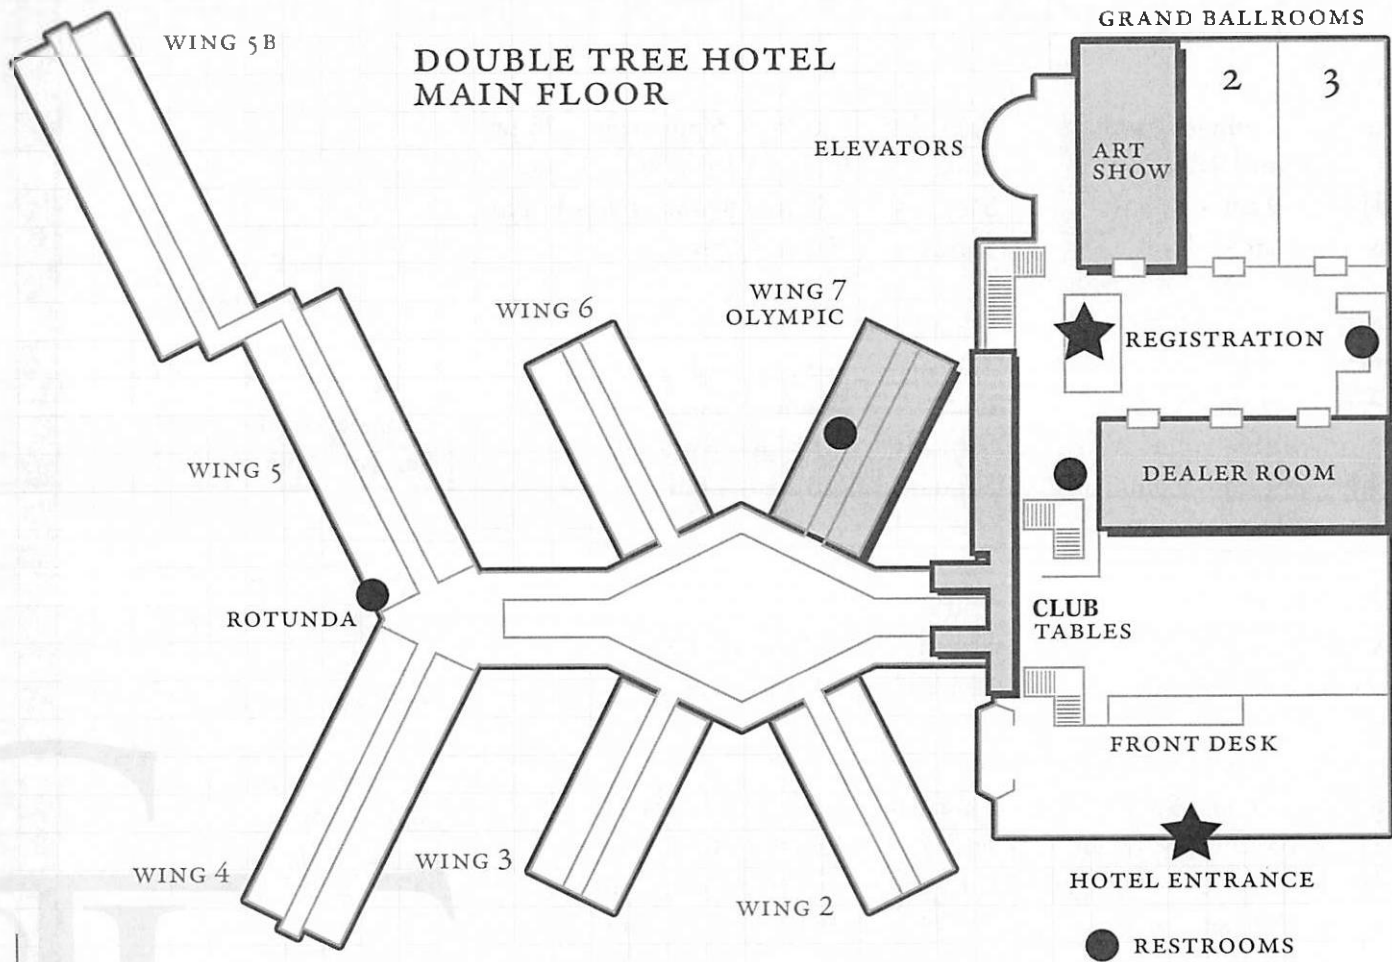 GRAND BALLROOMS
WING 5B
DOUBLE TREE HOTEL
MAIN FLOOR
2
3
ELEVATORS
ART
SHOW
WING 7
OLYMPIC
WING 6
REGISTRATION
WING 5
DEALER ROOM
ROTUNDA
CLUB
TABLES
FRONT DESK
WING 4
WING 3
WING 2
HOTEL ENTRANCE
RESTROOMS